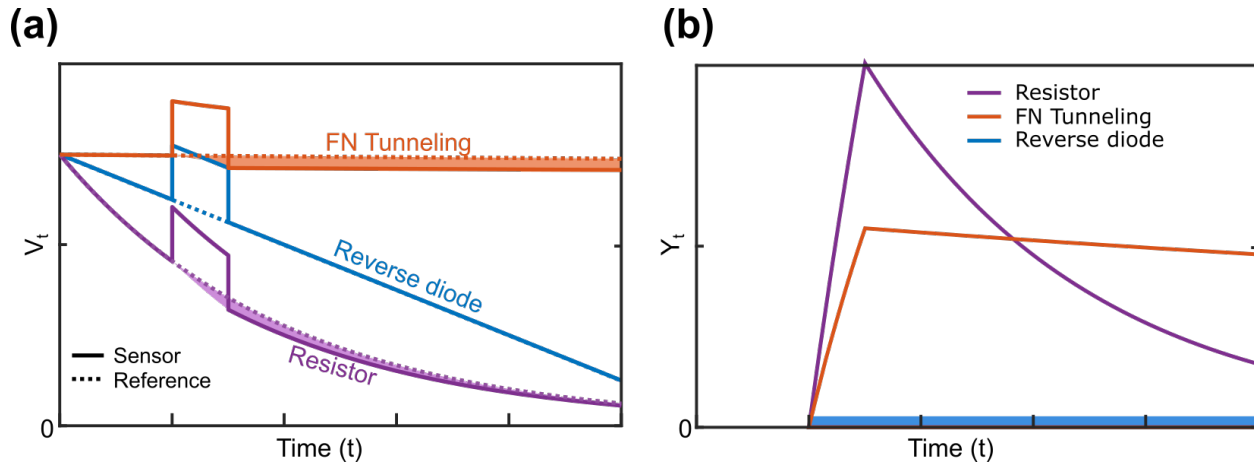 (a)
FN Tunneling
Reverse diode
Resistor
Sensor
Reference
V_t
0
Time (t)
(b)
Resistor
FN Tunneling
Reverse diode
Y_t
0
Time (t)